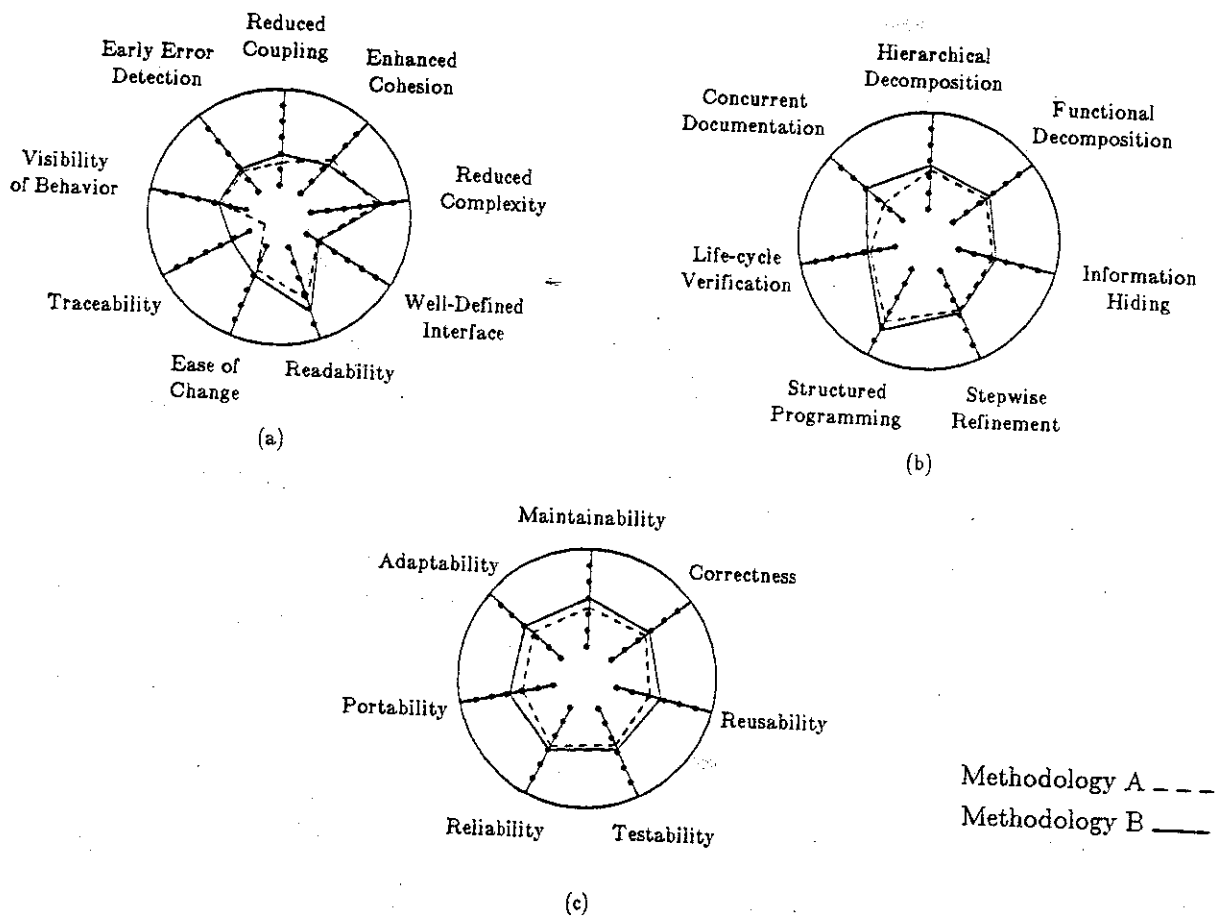 Reduced
Coupling
Early Error
Detection
Enhanced
Cohesion
Visibility
of Behavior
Reduced
Complexity
Traceability
Well-Defined
Interface
Ease of
Change
Readability
(a)
Hierarchical
Decomposition
Concurrent
Documentation
Functional
Decomposition
Life-cycle
Verification
Information
Hiding
Structured
Programming
Stepwise
Refinement
(b)
Maintainability
Adaptability
Correctness
Portability
Reusability
Reliability
Testability
(c)
Methodology A
Methodology B